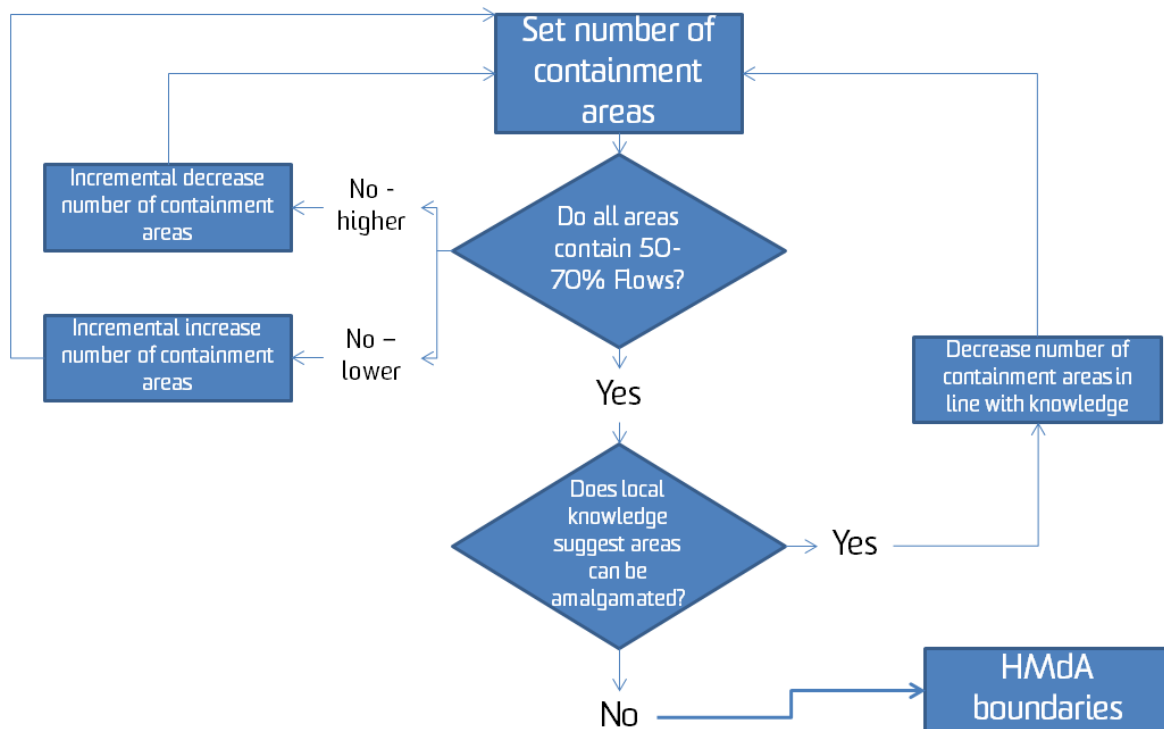 Set number of
containment
areas
Incremental decrease
number of containment
areas
No -
higher
Do all areas
contain 50-
70% Flows?
Incremental increase
number of containment
areas
No –
lower
Yes
Decrease number of
containment areas in
line with knowledge
Does local
knowledge
suggest areas
can be
amalgamated?
Yes
No
HMdA
boundaries